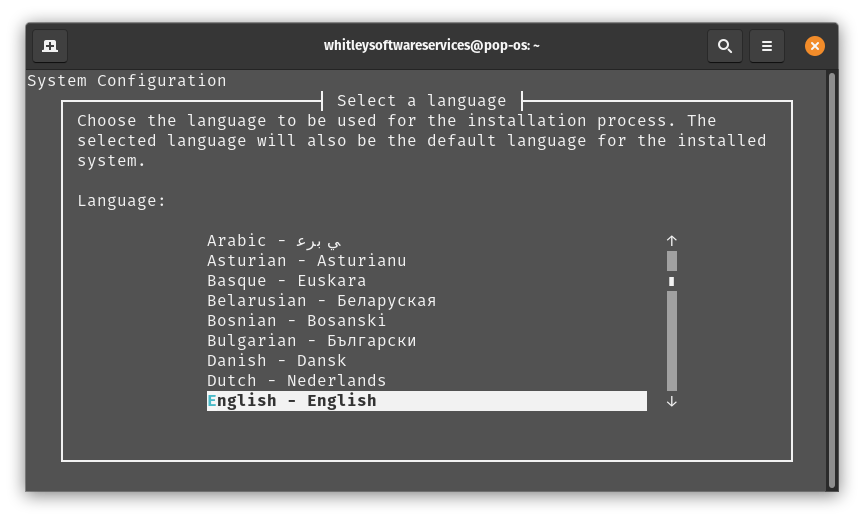 whitleysoftwareservices@pop-os: ~
System Configuration
Select a language
Choose the language to be used for the installation process. The
selected language will also be the default language for the installed
system.
Language:
Arabic - ي برع
Asturian - Asturianu
Basque - Euskara
Belarusian - Беларуская
Bosnian - Bosanski
Bulgarian - Български
Danish - Dansk
Dutch - Nederlands
English - English